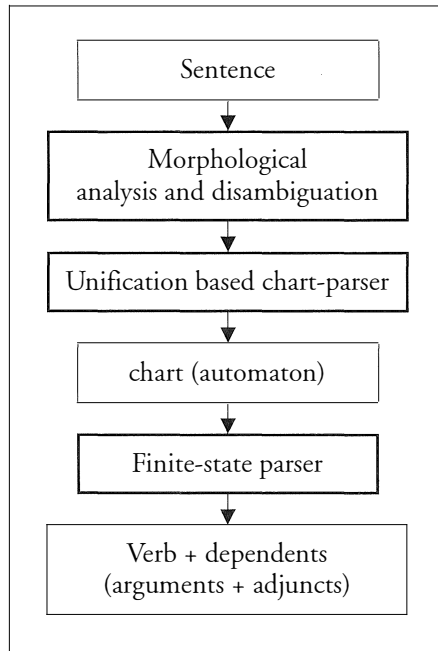 Sentence
Morphological
analysis and disambiguation
Unification based chart-parser
chart (automaton)
Finite-state parser
Verb + dependents
(arguments + adjuncts)